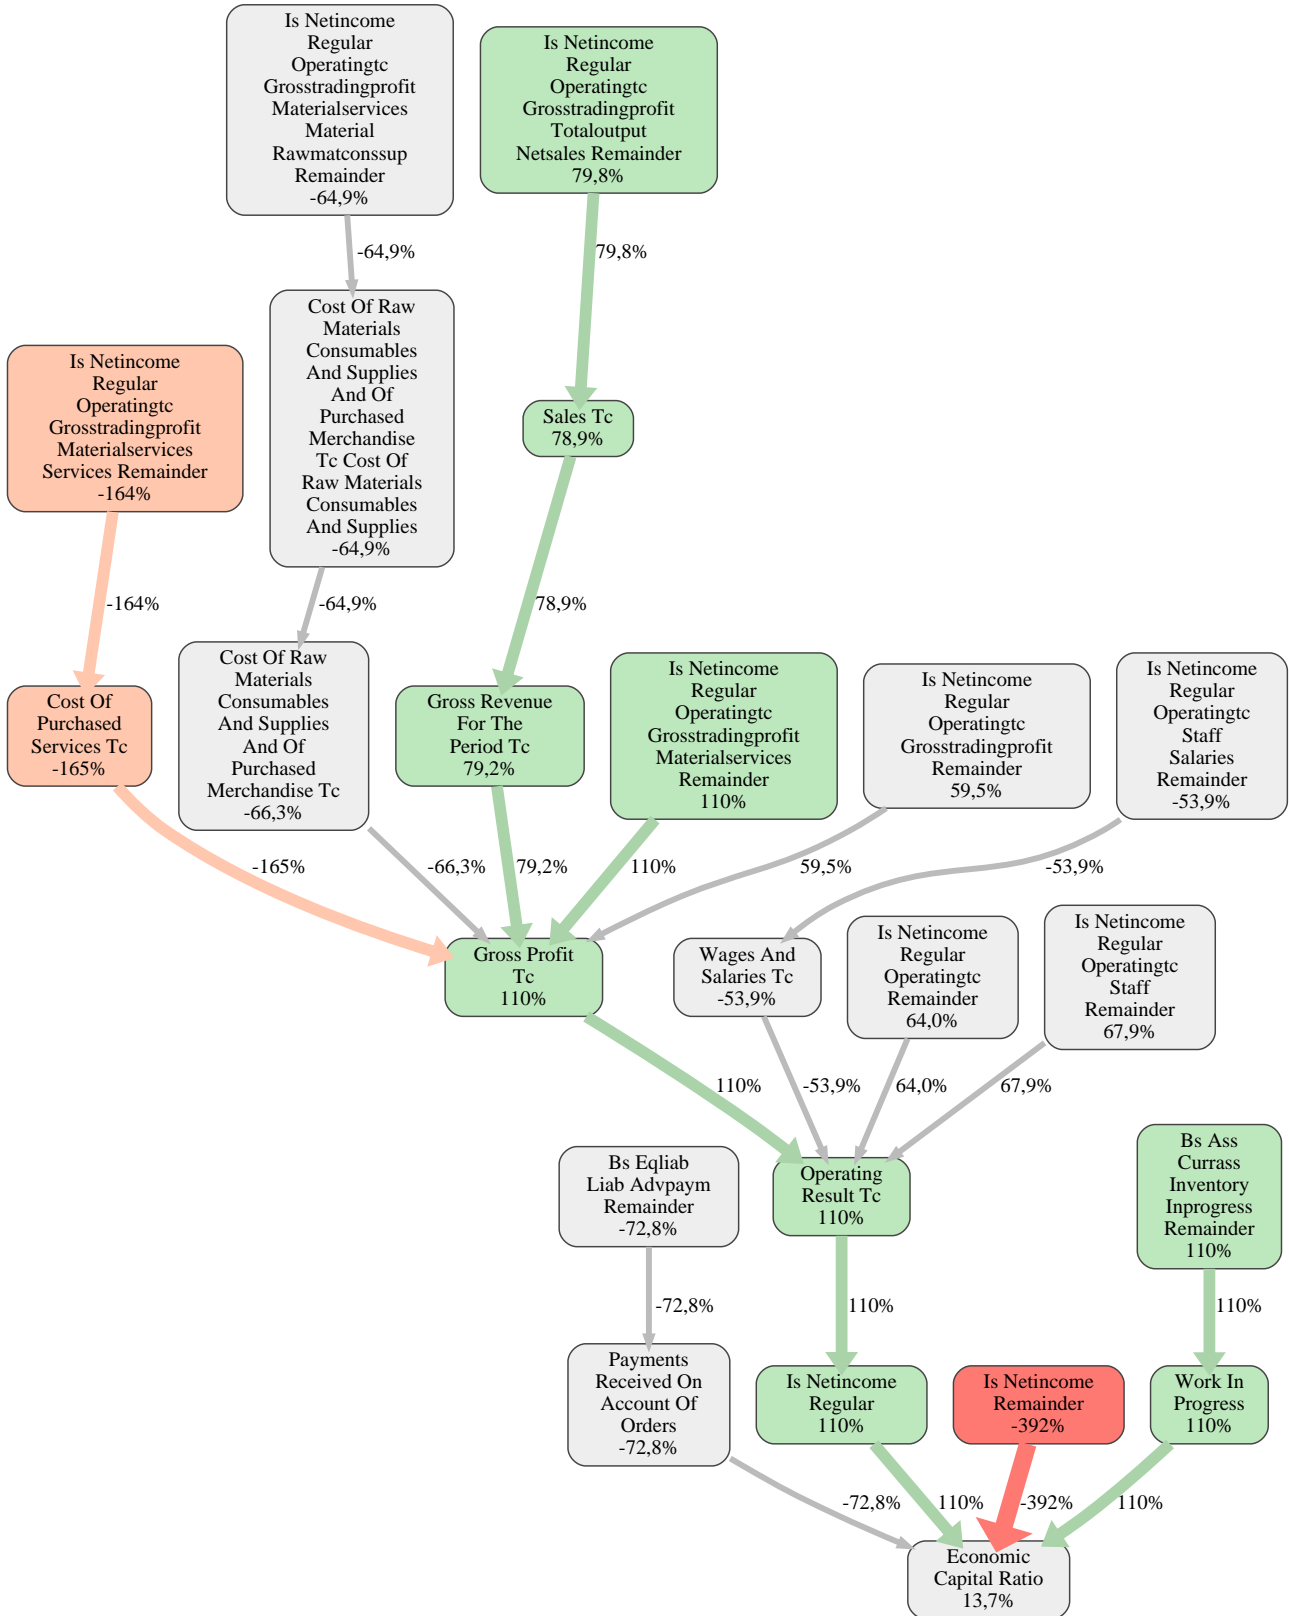 Is Netincome
Regular
Operatingtc
Grosstradingprofit
Materialservices
Material
Rawmatconssup
Remainder
-64,9%
Is Netincome
Regular
Operatingtc
Grosstradingprofit
Totaloutput
Netsales Remainder
79,8%
-64,9%
79,8%
Cost Of Raw
Materials
Consumables
And Supplies
And Of
Purchased
Merchandise
Tc Cost Of
Raw Materials
Consumables
And Supplies
-64,9%
Is Netincome
Regular
Operatingtc
Grosstradingprofit
Materialservices
Services Remainder
-164%
Sales Tc
78,9%
-164%
-64,9%
78,9%
Cost Of
Purchased
Services Tc
-165%
Cost Of Raw
Materials
Consumables
And Supplies
And Of
Purchased
Merchandise Tc
-66,3%
Gross Revenue
For The
Period Tc
79,2%
Is Netincome
Regular
Operatingtc
Grosstradingprofit
Materialservices
Remainder
110%
Is Netincome
Regular
Operatingtc
Grosstradingprofit
Remainder
59,5%
Is Netincome
Regular
Operatingtc
Staff
Salaries
Remainder
-53,9%
-165%
-66,3%
79,2%
110%
59,5%
-53,9%
Gross Profit
Tc
110%
Wages And
Salaries Tc
-53,9%
Is Netincome
Regular
Operatingtc
Remainder
64,0%
Is Netincome
Regular
Operatingtc
Staff
Remainder
67,9%
110%
-53,9%
64,0%
67,9%
Bs Eqliab
Liab Advpaym
Remainder
-72,8%
Operating
Result Tc
110%
Bs Ass
Currass
Inventory
Inprogress
Remainder
110%
-72,8%
110%
110%
Payments
Received On
Account Of
Orders
-72,8%
Is Netincome
Regular
110%
Is Netincome
Remainder
-392%
Work In
Progress
110%
-72,8%
110%
-392%
110%
Economic
Capital Ratio
13,7%